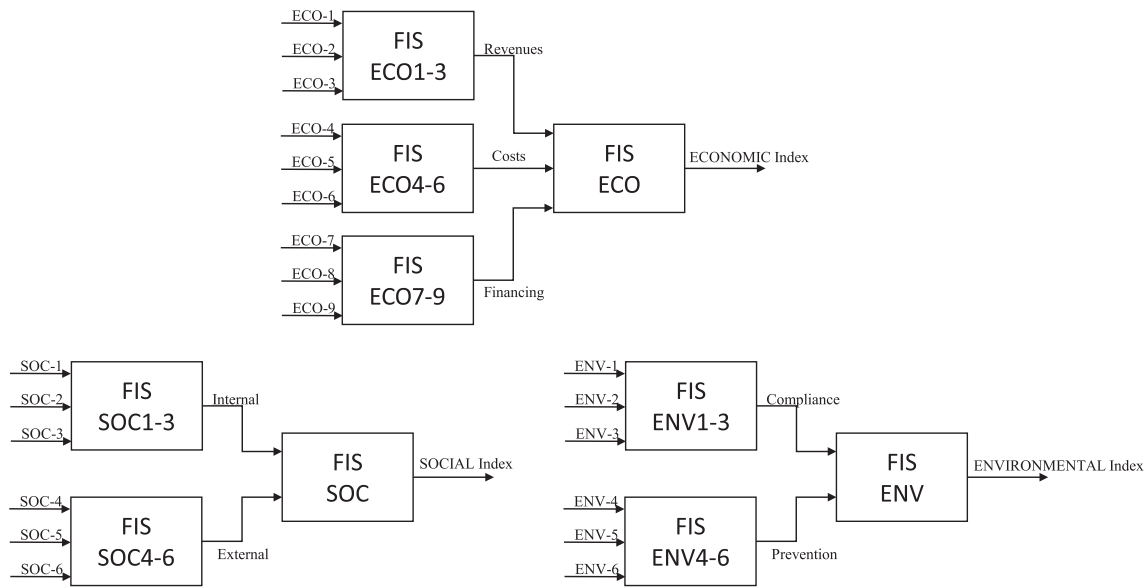 ECO-1
ECO-2
ECO-3
FIS
ECO1-3
Revenues
ECO-4
ECO-5
ECO-6
FIS
ECO4-6
Costs
ECO-7
ECO-8
ECO-9
FIS
ECO7-9
Financing
FIS
ECO
ECONOMIC Index
SOC-1
SOC-2
SOC-3
FIS
SOC1-3
Internal
SOC-4
SOC-5
SOC-6
FIS
SOC4-6
External
FIS
SOC
SOCIAL Index
ENV-1
ENV-2
ENV-3
FIS
ENV1-3
Compliance
ENV-4
ENV-5
ENV-6
FIS
ENV4-6
Prevention
FIS
ENV
ENVIRONMENTAL Index